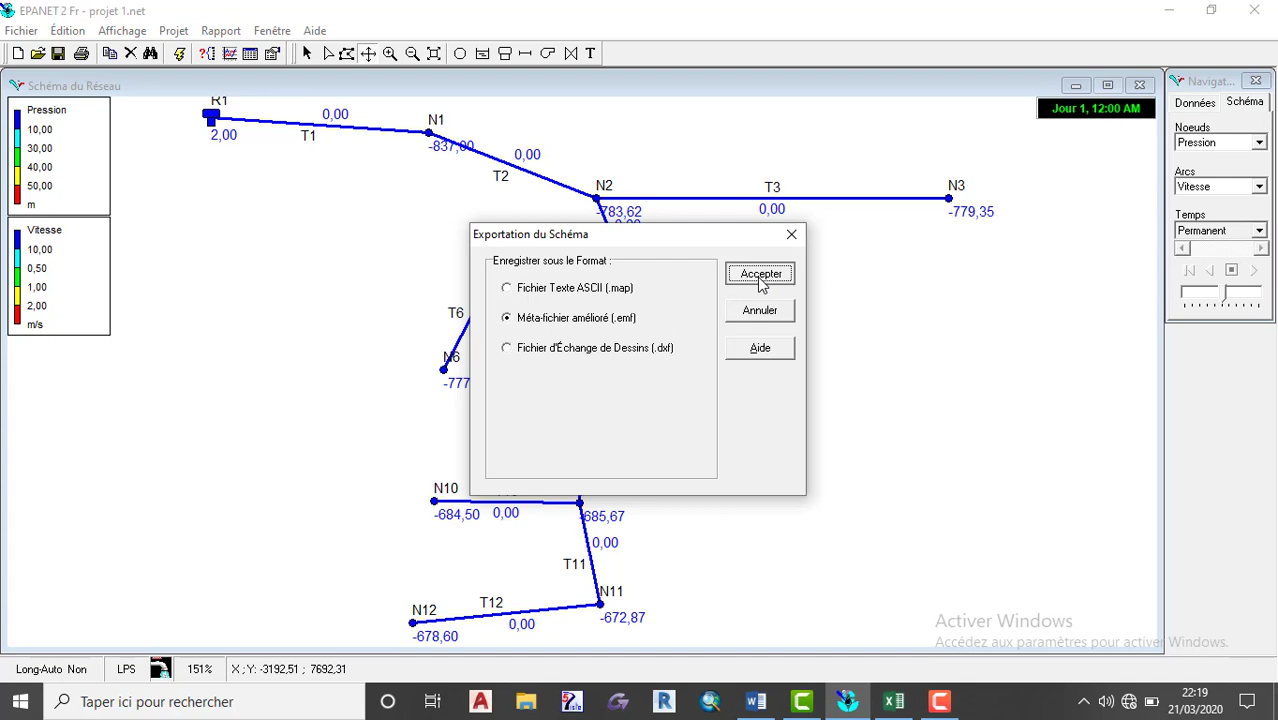 EPANET 2 Fr - projet 1.net
Fichier Édition Affichage Projet Rapport Fenêtre Aide
Schéma du Réseau
Pression
10,00
30,00
40,00
50,00
m
Vitesse
10,00
0,50
1,00
2,00
m/s
R1
2,00
0,00
T1
N1
-837,00
0,00
T2
N2
-783,62
T3
0,00
N3
-779,35
Jour 1, 12:00 AM
T6
N6
-777
N10
-684,50
0,00
-685,67
0,00
T11
N11
-672,87
N12
-678,60
T12
0,00
Exportation du Schéma
Enregistrer sous le Format :
Fichier Texte ASCII (.map)
Méta-fichier amélioré (.emf)
Fichier d'Échange de Dessins (.dxf)
Accepter
Annuler
Aide
Navigat...
Données Schéma
Noeuds
Pression
Arcs
Vitesse
Temps
Permanent
Activer Windows
Accédez aux paramètres pour activer Windows.
Long-Auto Non LPS 151% X ; Y: -3192,51 ; 7692,31
Taper ici pour rechercher
22:19
21/03/2020